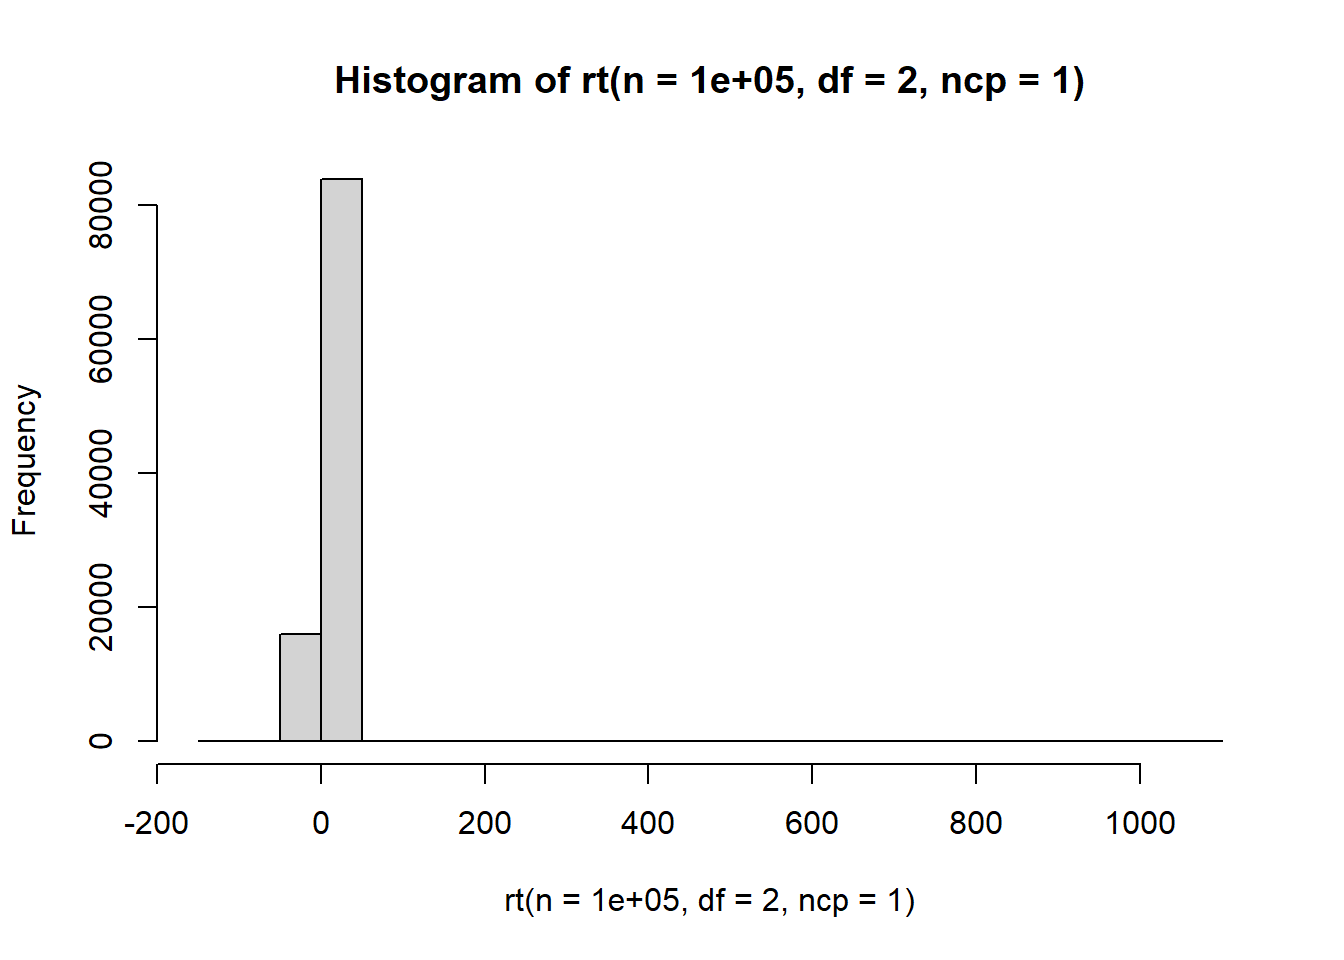 Histogram of rt(n = 1e+05, df = 2, ncp = 1)
Frequency
80000
60000
40000
20000
0
-200 0 200 400 600 800 1000
rt(n = 1e+05, df = 2, ncp = 1)